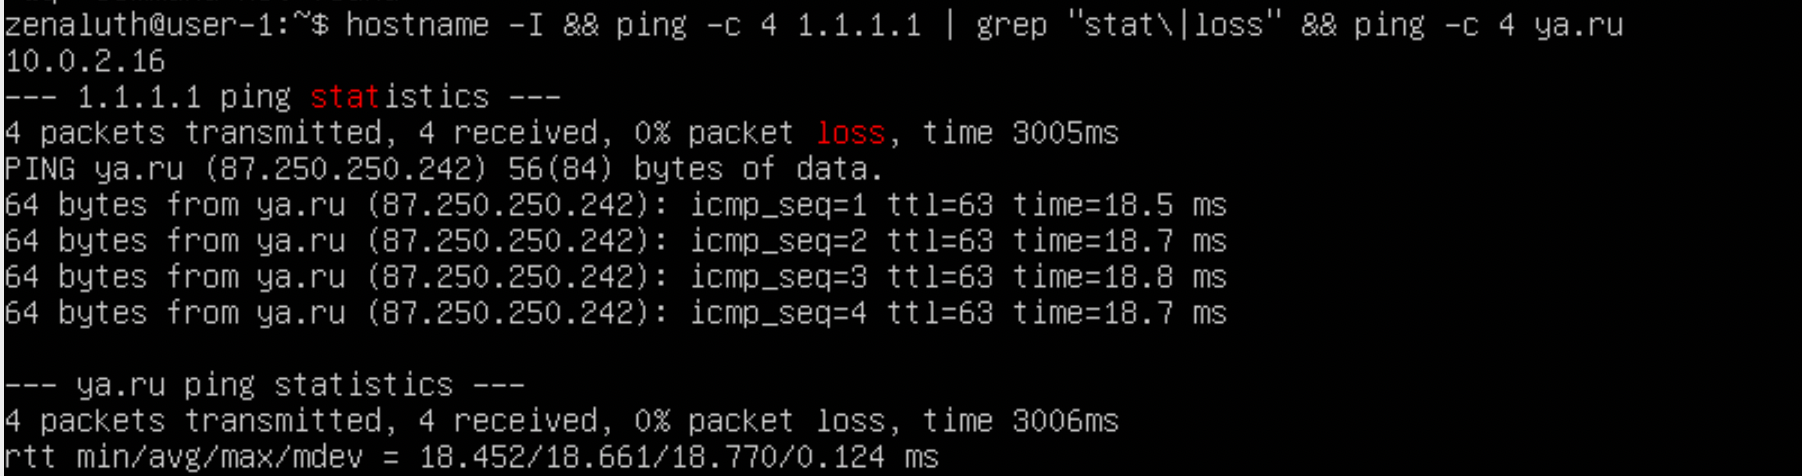 zenaluth@user-1:~$ hostname -I && ping -c 4 1.1.1.1 | grep "stat\|loss" && ping -c 4 ya.ru
10.0.2.16
--- 1.1.1.1 ping statistics ---
4 packets transmitted, 4 received, 0% packet loss, time 3005ms
PING ya.ru (87.250.250.242) 56(84) bytes of data.
64 bytes from ya.ru (87.250.250.242): icmp_seq=1 ttl=63 time=18.5 ms
64 bytes from ya.ru (87.250.250.242): icmp_seq=2 ttl=63 time=18.7 ms
64 bytes from ya.ru (87.250.250.242): icmp_seq=3 ttl=63 time=18.8 ms
64 bytes from ya.ru (87.250.250.242): icmp_seq=4 ttl=63 time=18.7 ms
--- ya.ru ping statistics ---
4 packets transmitted, 4 received, 0% packet loss, time 3006ms
rtt min/avg/max/mdev = 18.452/18.661/18.770/0.124 ms